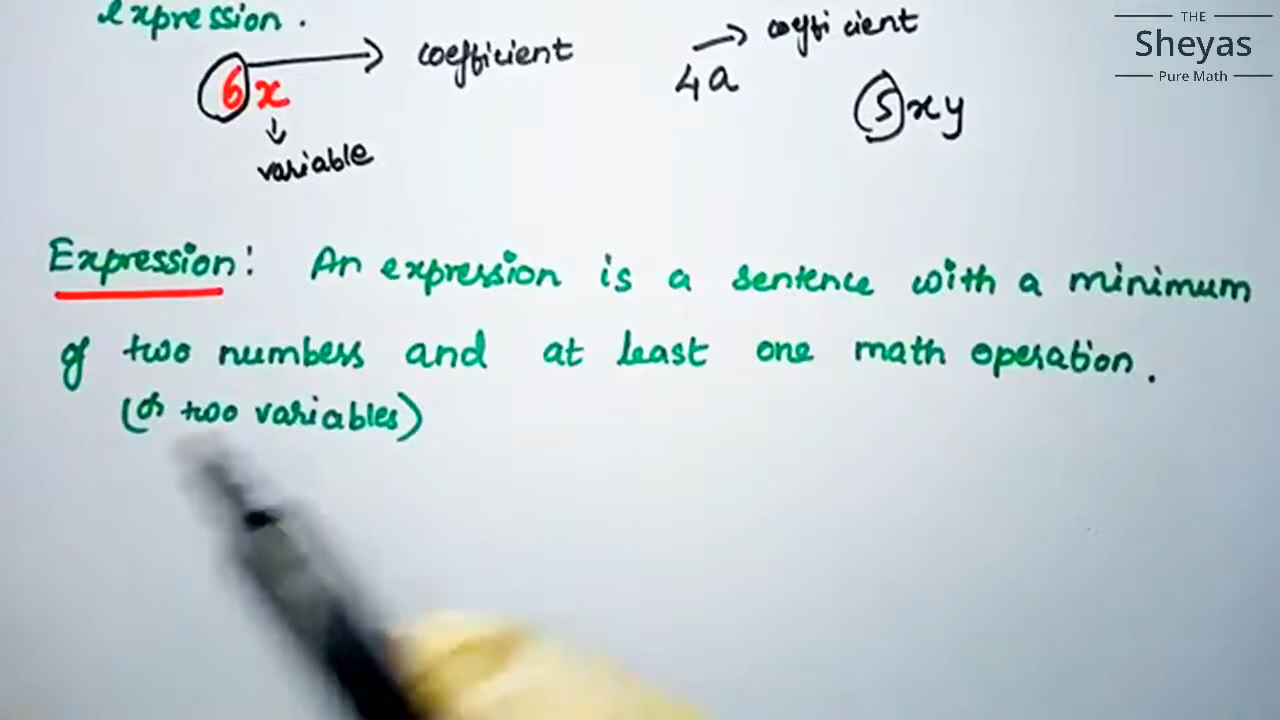 expression.
6x
coefficient
variable
4a
coefficient
5xy
THE
Sheyas
Pure Math
Expression: An expression is a sentence with a minimum
of two numbers and at least one math operation.
(or two variables)